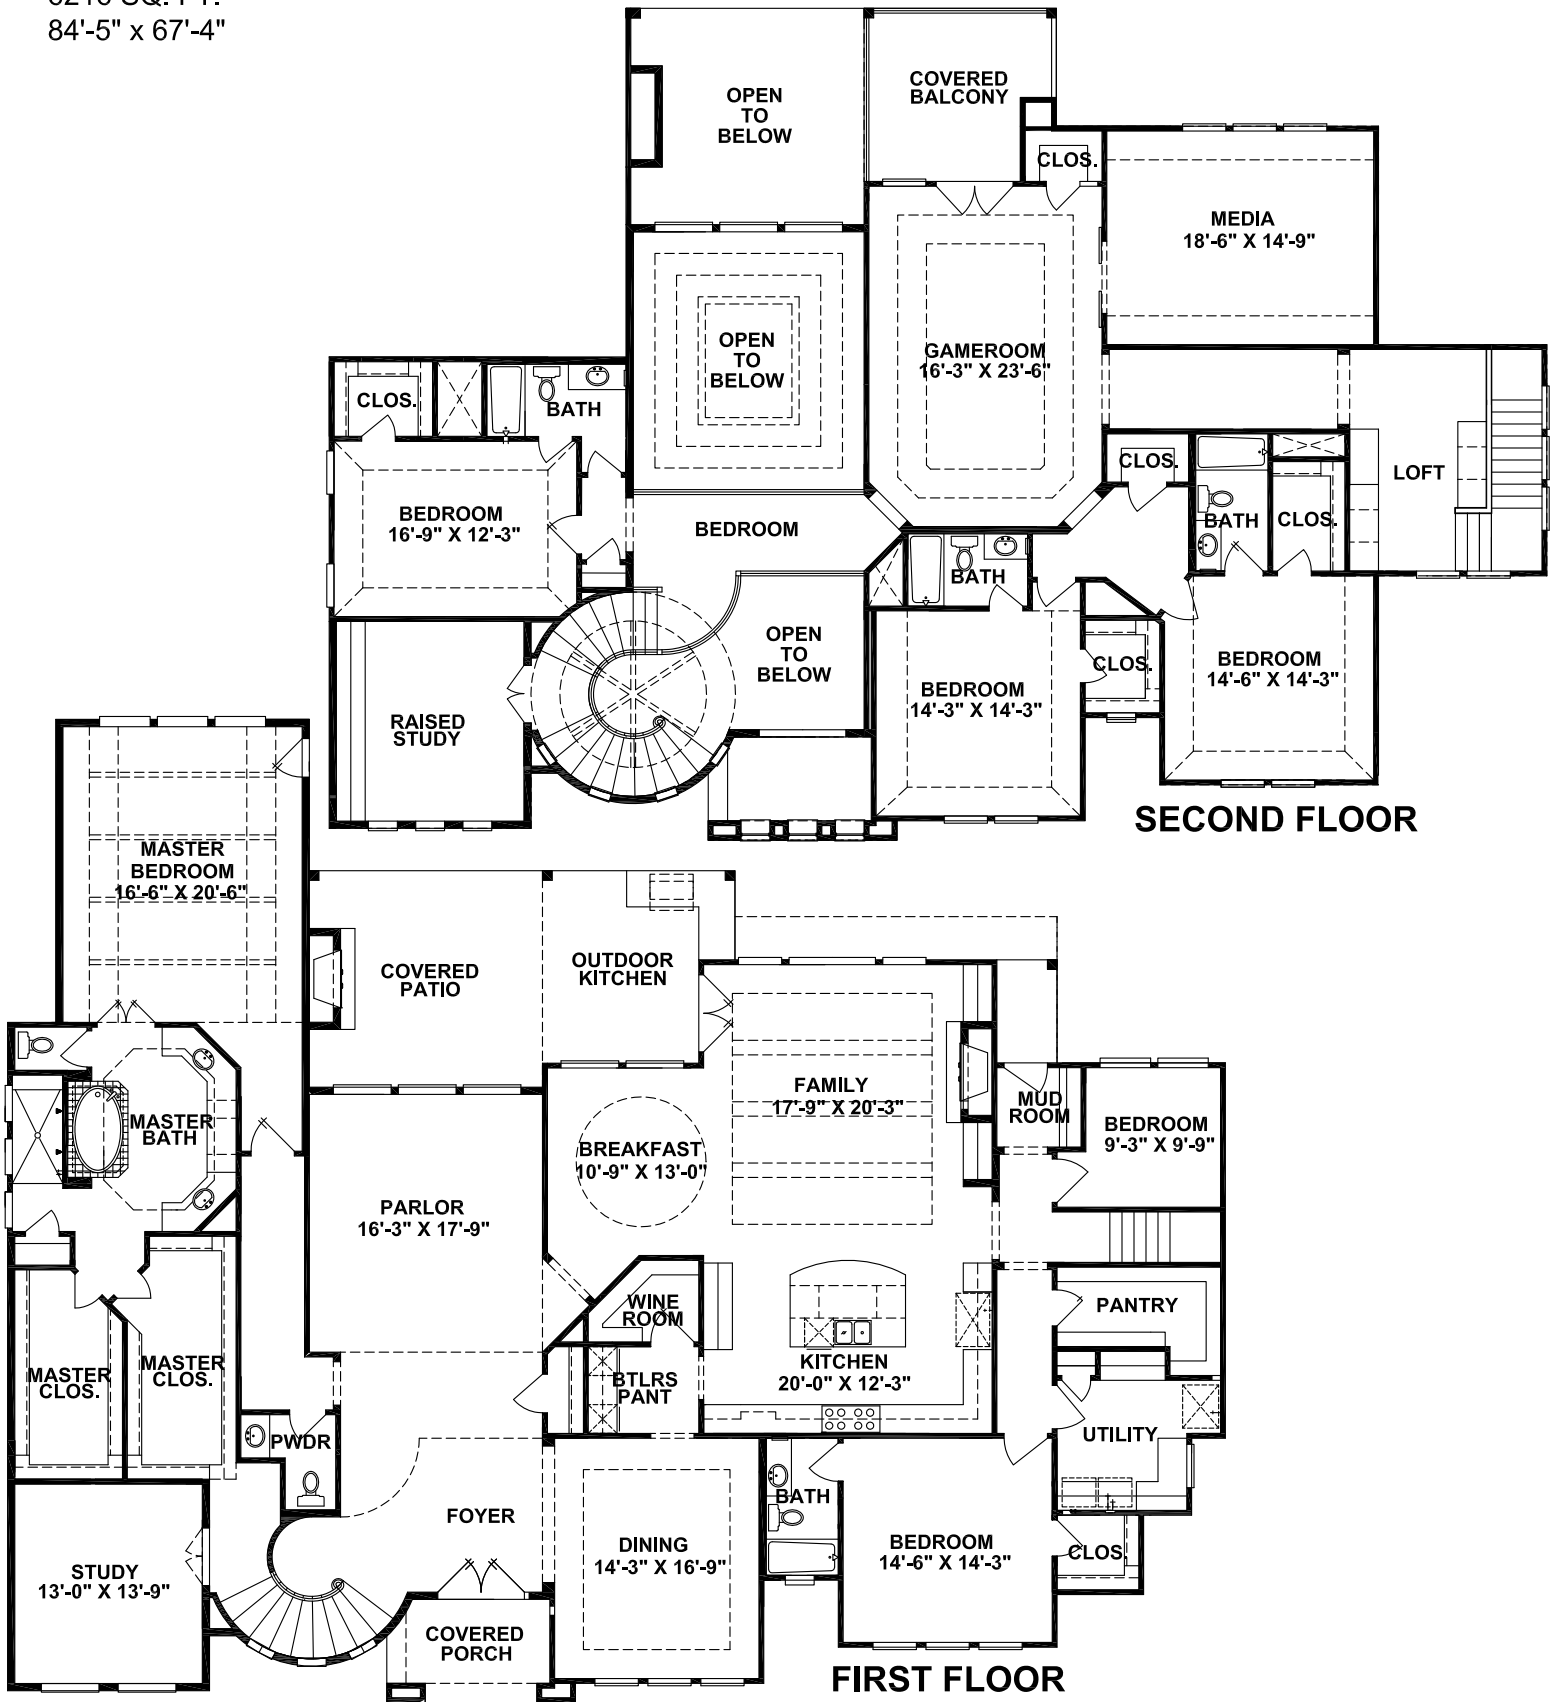 84'-5" x 67'-4"
OPEN
TO
BELOW
COVERED
BALCONY
CLOS.
MEDIA
18'-6" X 14'-9"
OPEN
TO
BELOW
GAMEROOM
16'-3" X 23'-6"
CLOS.
BATH
BEDROOM
16'-9" X 12'-3"
BEDROOM
CLOS.
BATH
CLOS.
LOFT
BATH
OPEN
TO
BELOW
CLOS.
BEDROOM
14'-6" X 14'-3"
BEDROOM
14'-3" X 14'-3"
RAISED
STUDY
SECOND FLOOR
MASTER
BEDROOM
16'-6" X 20'-6"
COVERED
PATIO
OUTDOOR
KITCHEN
FAMILY
17'-9" X 20'-3"
MUD
ROOM
BEDROOM
9'-3" X 9'-9"
MASTER
BATH
BREAKFAST
10'-9" X 13'-0"
PARLOR
16'-3" X 17'-9"
WINE
ROOM
PANTRY
MASTER
CLOS.
MASTER
CLOS.
BTLRS
PANT
KITCHEN
20'-0" X 12'-3"
PWDR
UTILITY
FOYER
BATH
DINING
14'-3" X 16'-9"
BEDROOM
14'-6" X 14'-3"
CLOS.
STUDY
13'-0" X 13'-9"
COVERED
PORCH
FIRST FLOOR